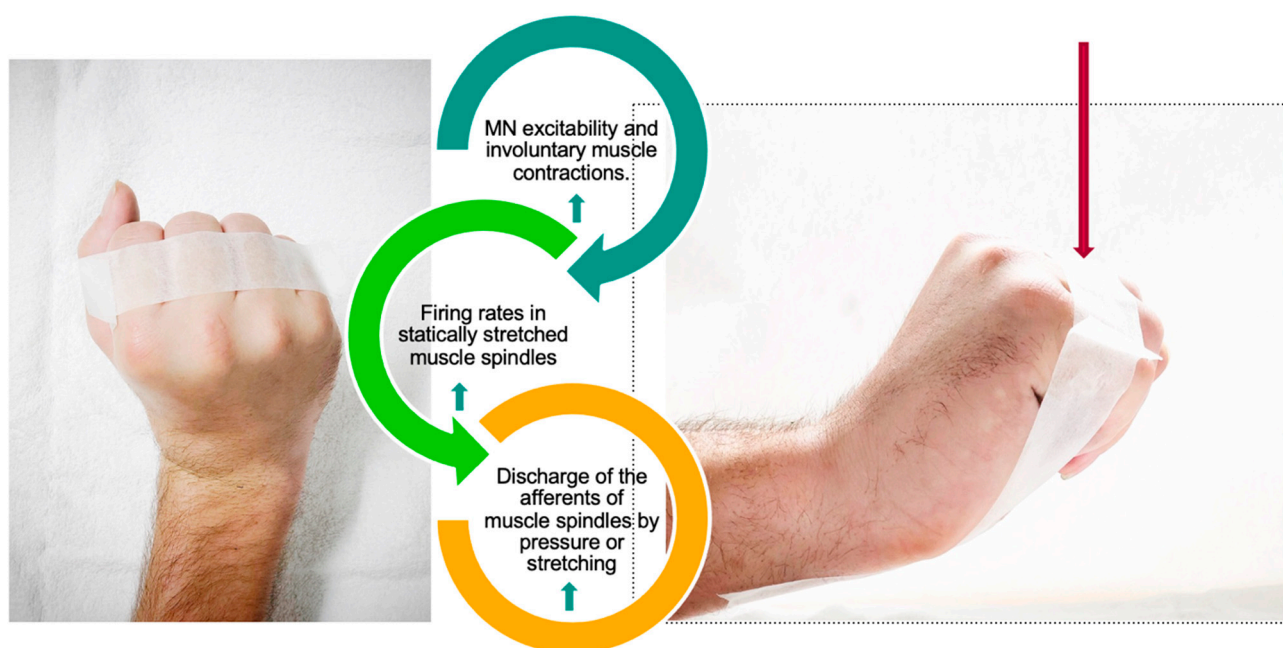 MN excitability and
involuntary muscle
contractions.
Firing rates in
statically stretched
muscle spindles
Discharge of the
afferents of
muscle spindles by
pressure or
stretching